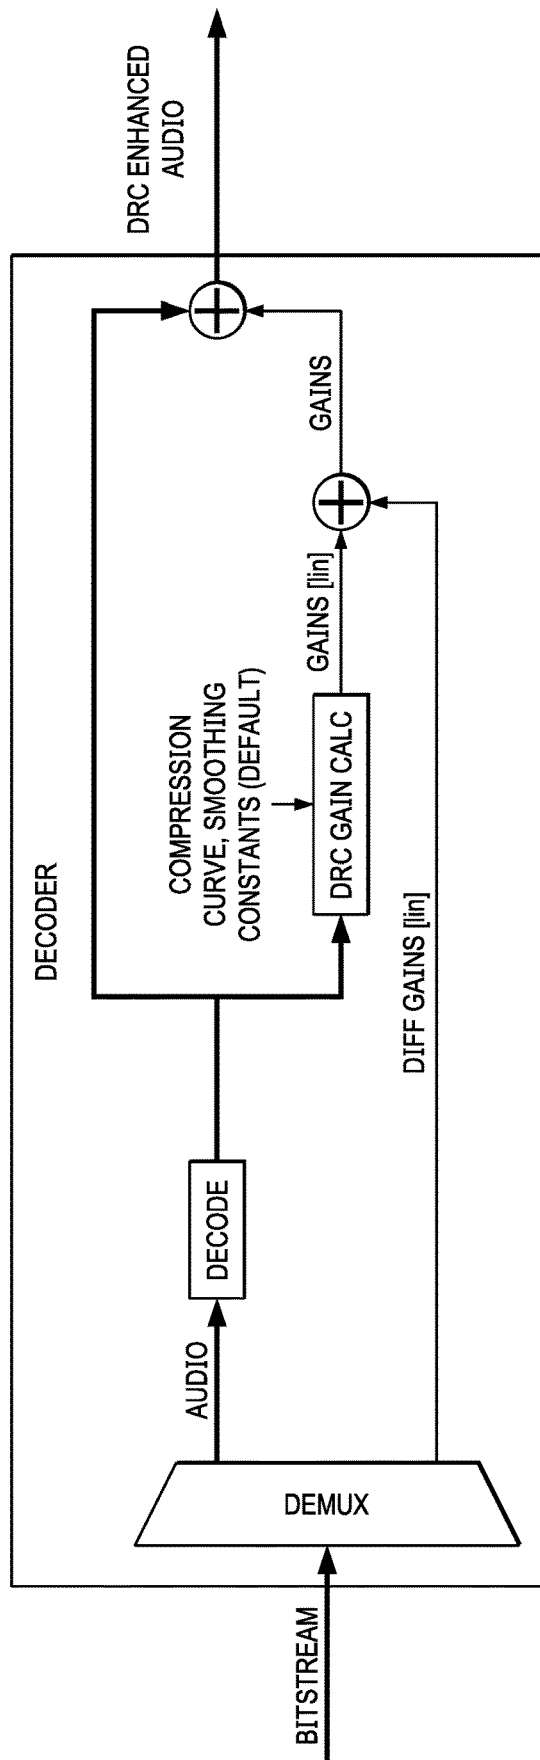 BITSTREAM
DEMUX
AUDIO
DECODE
DECODER
COMPRESSION
CURVE, SMOOTHING
CONSTANTS (DEFAULT)
DRC GAIN CALC
DIFF GAINS [lin]
GAINS [lin]
GAINS
DRC ENHANCED
AUDIO